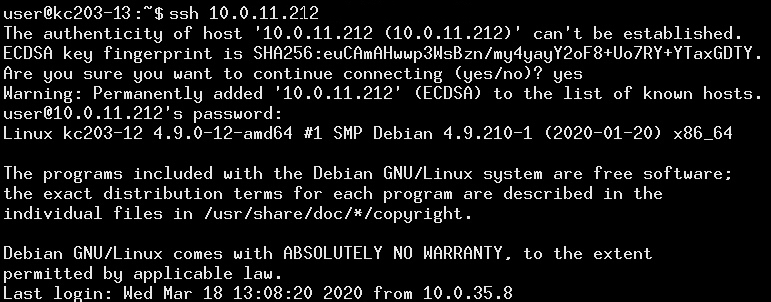 user@kc203-13:~$ ssh 10.0.11.212
The authenticity of host '10.0.11.212 (10.0.11.212)' can't be established.
ECDSA key fingerprint is SHA256:euCAmAHwwp3WsBzn/my4yayY2oF8+Uo7RY+YTaxGDTY.
Are you sure you want to continue connecting (yes/no)? yes
Warning: Permanently added '10.0.11.212' (ECDSA) to the list of known hosts.
user@10.0.11.212's password:
Linux kc203-12 4.9.0-12-amd64 #1 SMP Debian 4.9.210-1 (2020-01-20) x86_64
The programs included with the Debian GNU/Linux system are free software;
the exact distribution terms for each program are described in the
individual files in /usr/share/doc/*/copyright.
Debian GNU/Linux comes with ABSOLUTELY NO WARRANTY, to the extent
permitted by applicable law.
Last login: Wed Mar 18 13:08:20 2020 from 10.0.35.8